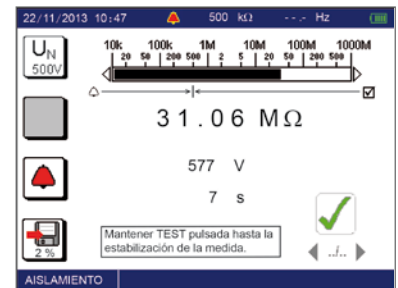 22/11/2013 10:47 500 kΩ --.- Hz
UN
500V
10k 100k 1M 10M 100M 1000M
20 50 200 500 2 5 20 50 200 500
31.06 MΩ
577 V
7 s
Mantener TEST pulsada hasta la
estabilización de la medida.
2 %
../..
AISLAMIENTO